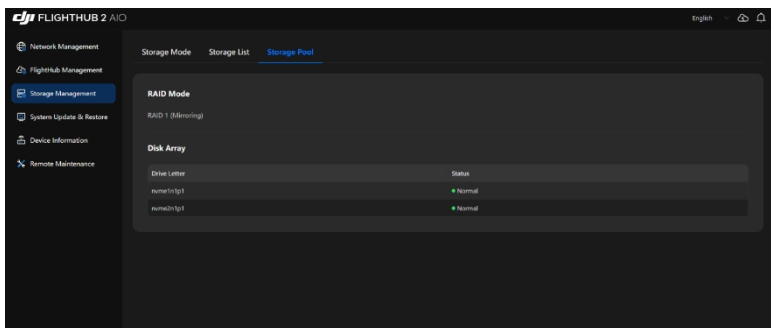 dji FLIGHTHUB 2 AIO
English
Network Management
FlightHub Management
Storage Management
System Update & Restore
Device Information
Remote Maintenance
Storage Mode Storage List Storage Pool
RAID Mode
RAID 1 (Mirroring)
Disk Array
Drive Letter Status
nvme1n1p1 Normal
nvme2n1p1 Normal